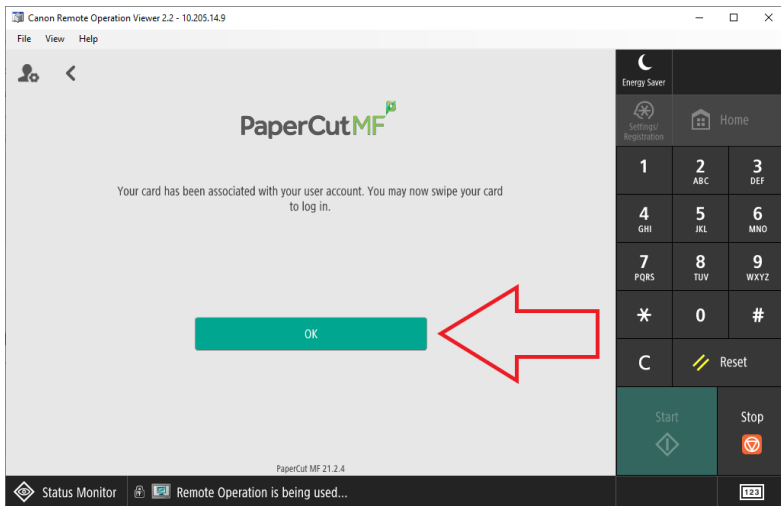 Canon Remote Operation Viewer 2.2 - 10.205.14.9
File View Help
PaperCut MF
Your card has been associated with your user account. You may now swipe your card
to log in.
OK
PaperCut MF 21.2.4
Energy Saver
Settings/
Registration
Home
1
2
ABC
3
DEF
4
GHI
5
JKL
6
MNO
7
PQRS
8
TUV
9
WXYZ
0
#
C
Reset
Start
Stop
Status Monitor
Remote Operation is being used...
123